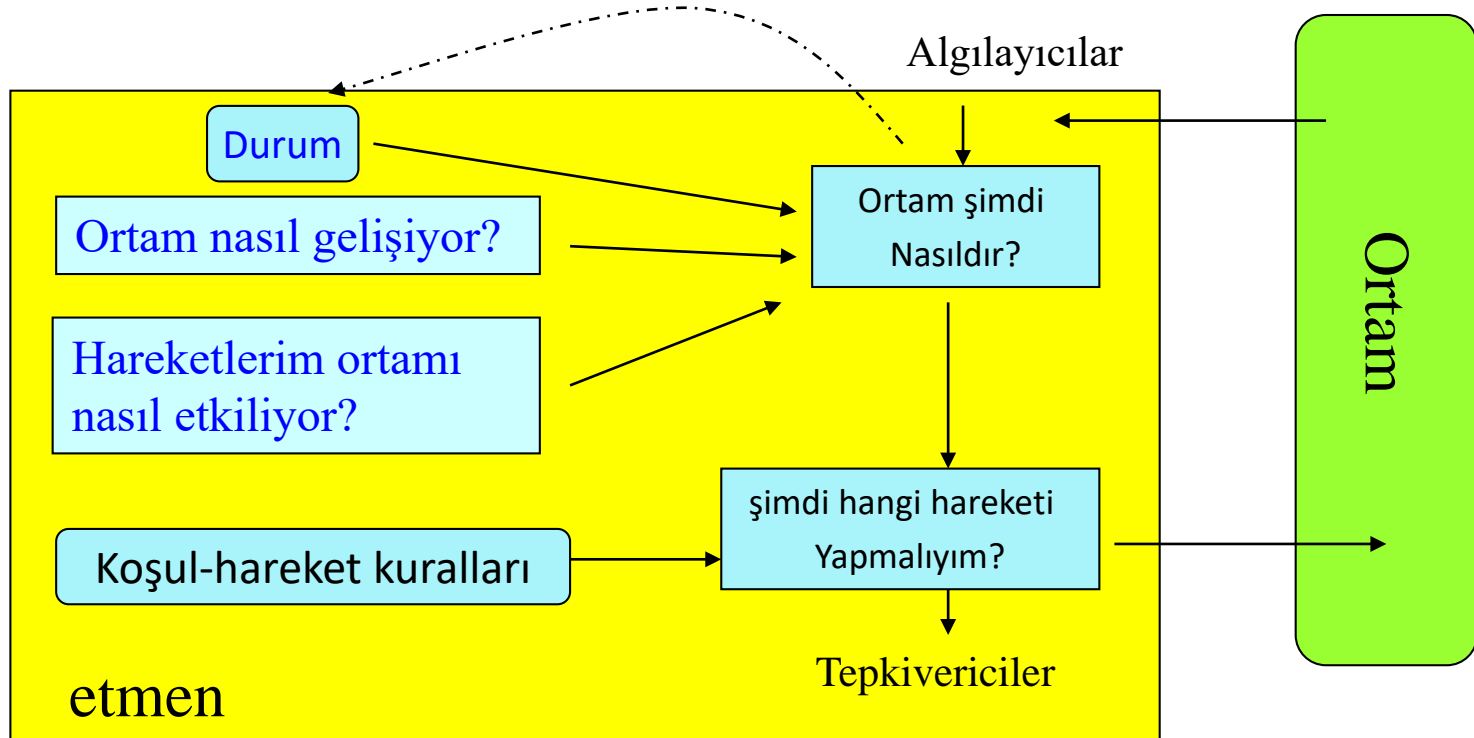 Algılayıcılar
Durum
Ortam şimdi
Nasıldır?
Ortam nasıl gelişiyor?
Hareketlerim ortamı
nasıl etkiliyor?
şimdi hangi hareketi
Yapmalıyım?
Koşul-hareket kuralları
Tepkivericiler
etmen
Ortam